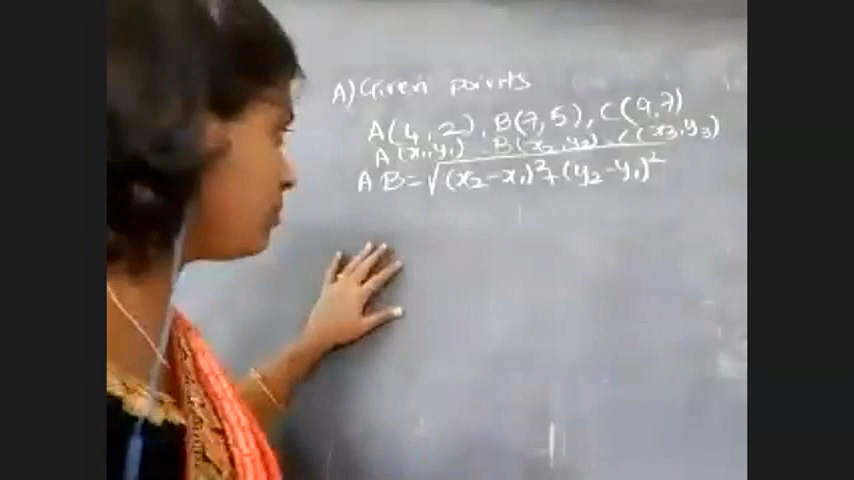 A) Given points
A(4,2), B(7,5), C(9,7)
A(x₁,y₁), B(x₂,y₂), C(x₃,y₃)
AB=√(x₂-x₁)²+(y₂-y₁)²